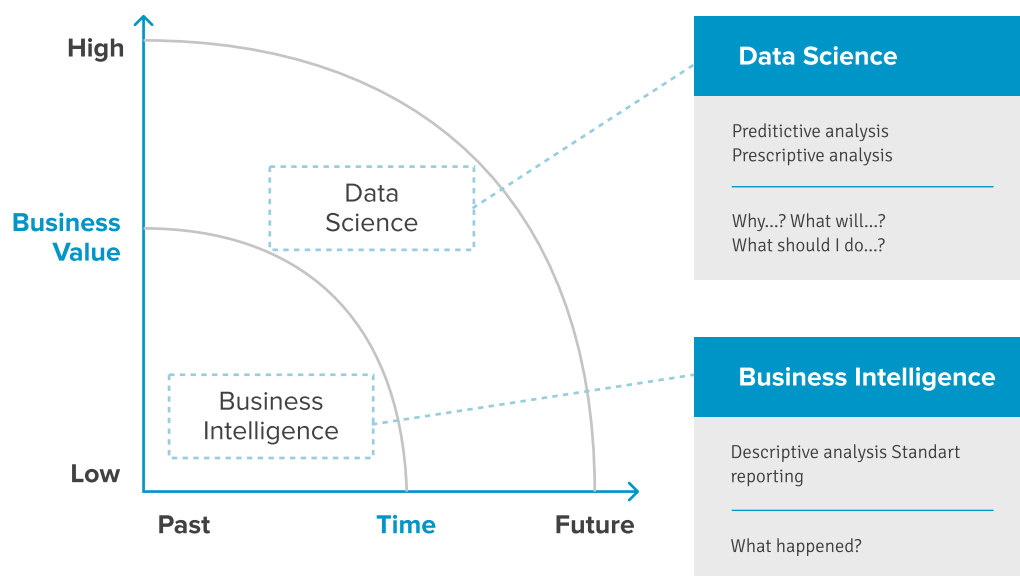 High
Business
Value
Low
Past
Time
Future
Data
Science
Business
Intelligence
Data Science
Preditictive analysis
Prescriptive analysis
Why...? What will...?
What should I do...?
Business Intelligence
Descriptive analysis Standart
reporting
What happened?